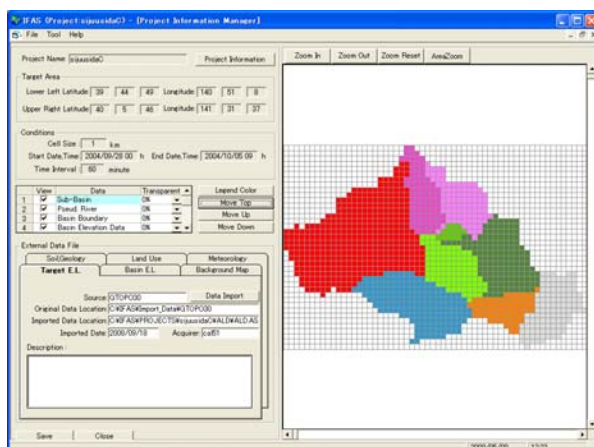 IFAS (Project:sijuusidaC) - [Project Information Manager]
File Tool Help
Project Name sijuusidaC Project Information
Zoom In Zoom Out Zoom Reset AreaZoom
Target Area
Lower Left Latitude 39 44 49 Longitude 140 51 8
Upper Right Latitude 40 5 46 Longitude 141 31 37
Conditions
Cell Size 1 km
Start Date,Time 2004/09/28 00 h End Date,Time 2004/10/05 09 h
Time Interval 60 minute
View Data Transparent
1 Sub-Basin 0%
2 Pseud. River 0%
3 Basin Boundary 0%
4 Basin Elevation Data 0%
Legend Color
Move Top
Move Up
Move Down
External Data File
Soil,Geology Land Use Meteorology
Target E.L. Basin E.L Background Map
Source GTOPO30 Data Import
Original Data Location C:¥IFAS¥Import_Data¥GTOPO30
Imported Data Location C:¥IFAS¥PROJECTS¥sijuusidaC¥ALD¥ALD.AS
Imported Date 2008/09/18 Acquirer cal51
Description :
Save Close